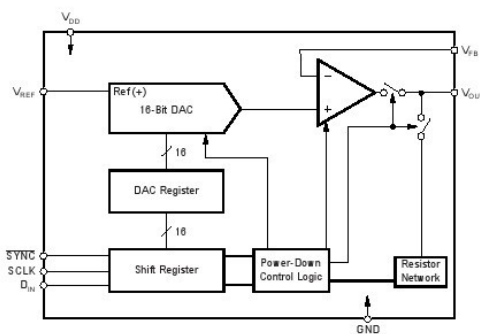 VDD
VREF
Ref(+)
16-Bit DAC
VFB
−
+
VOUT
16
DAC Register
16
SYNC
SCLK
DIN
Shift Register
Power-Down
Control Logic
Resistor
Network
GND